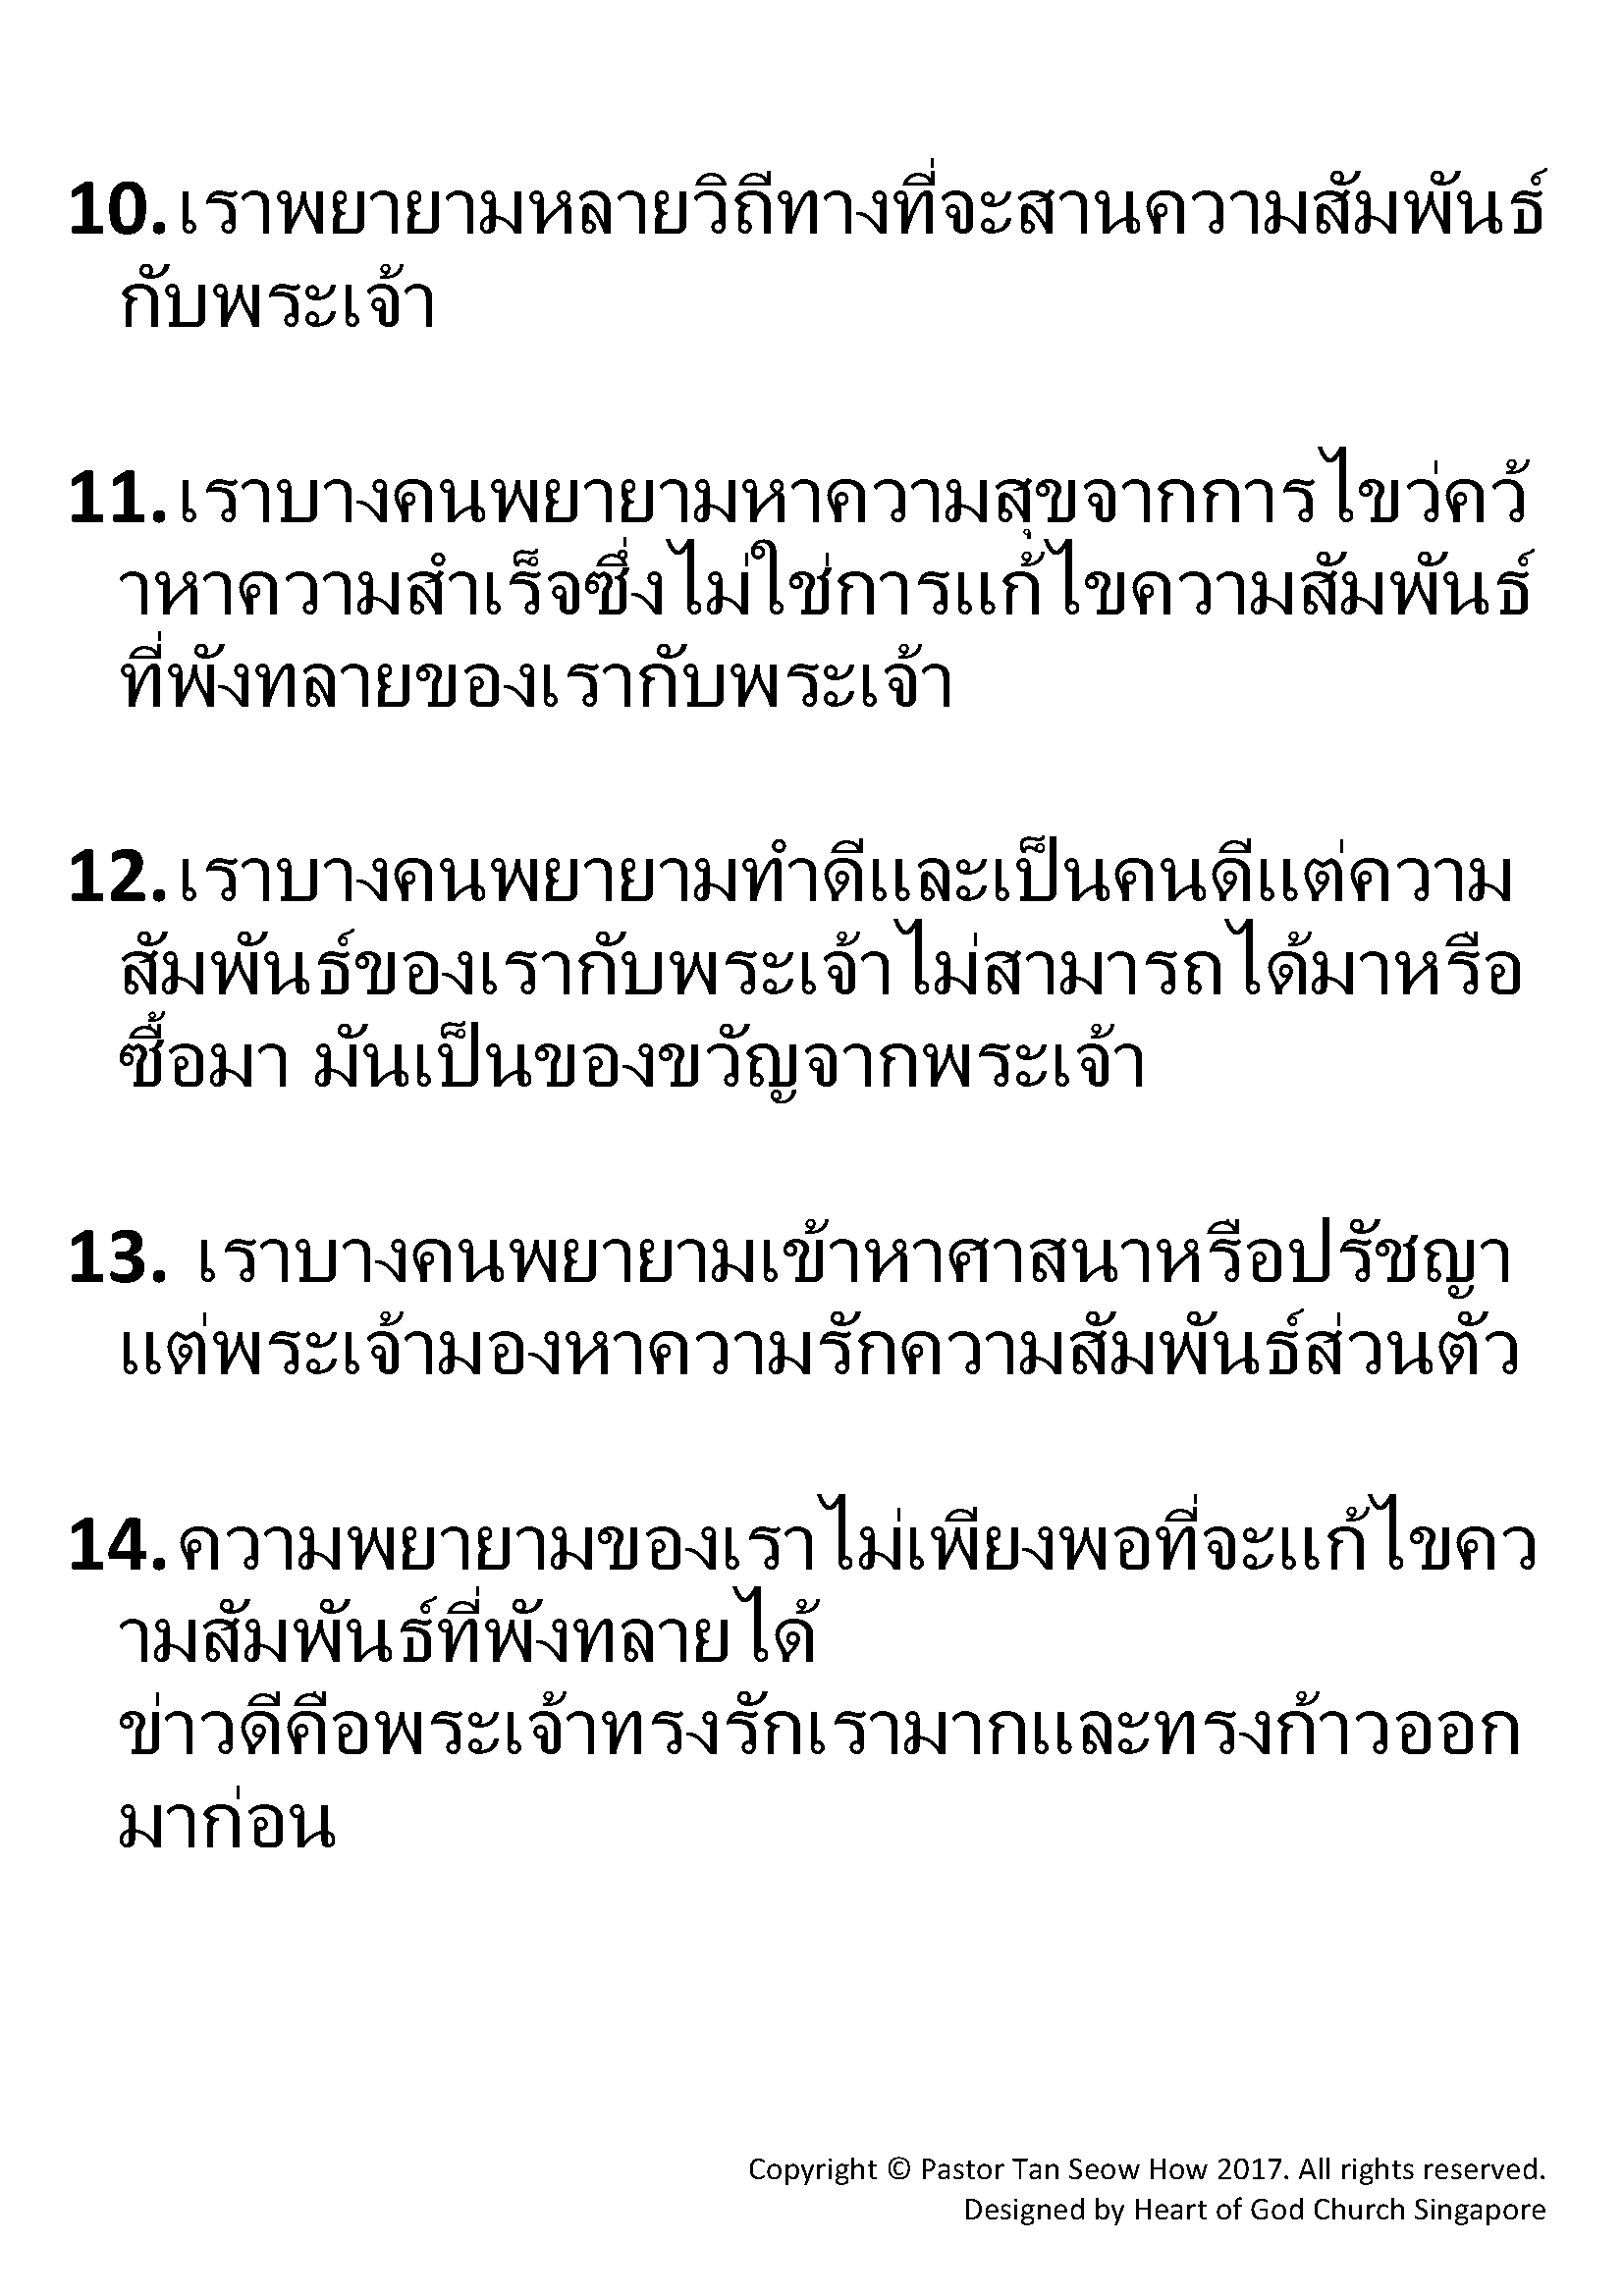 10. เราพยายามหลายวิถีทางที่จะสานความสัมพันธ์
กับพระเจ้า
11. เราบางคนพยายามหาความสุขจากการไขว่คว้
าหาความสำเร็จซึ่งไม่ใช่การแก้ไขความสัมพันธ์
ที่พังทลายของเรากับพระเจ้า
12. เราบางคนพยายามทำดีและเป็นคนดีแต่ความ
สัมพันธ์ของเรากับพระเจ้าไม่สามารถได้มาหรือ
ซื้อมา มันเป็นของขวัญจากพระเจ้า
13. เราบางคนพยายามเข้าหาศาสนาหรือปรัชญา
แต่พระเจ้ามองหาความรักความสัมพันธ์ส่วนตัว
14. ความพยายามของเราไม่เพียงพอที่จะแก้ไขคว
ามสัมพันธ์ที่พังทลายได้
ข่าวดีคือพระเจ้าทรงรักเรามากและทรงก้าวออก
มาก่อน
Copyright © Pastor Tan Seow How 2017. All rights reserved.
Designed by Heart of God Church Singapore